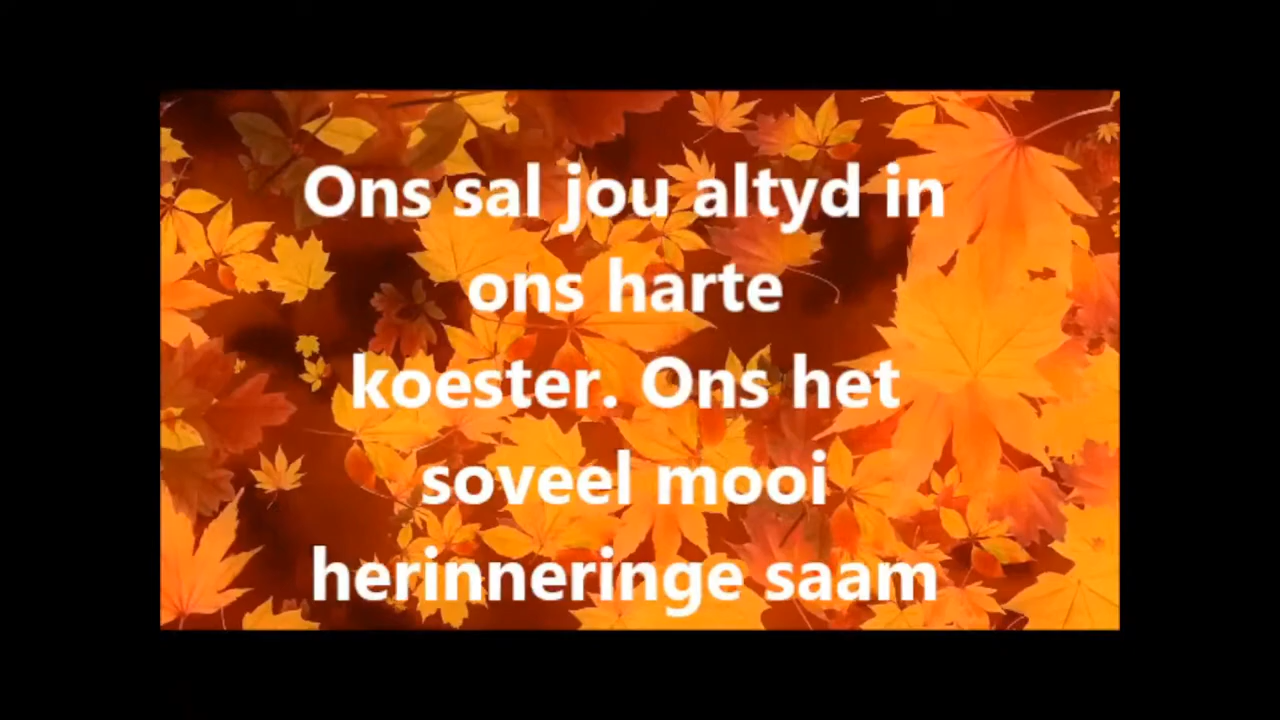 Ons sal jou altyd in
ons harte
koester. Ons het
soveel mooi
herinneringe saam